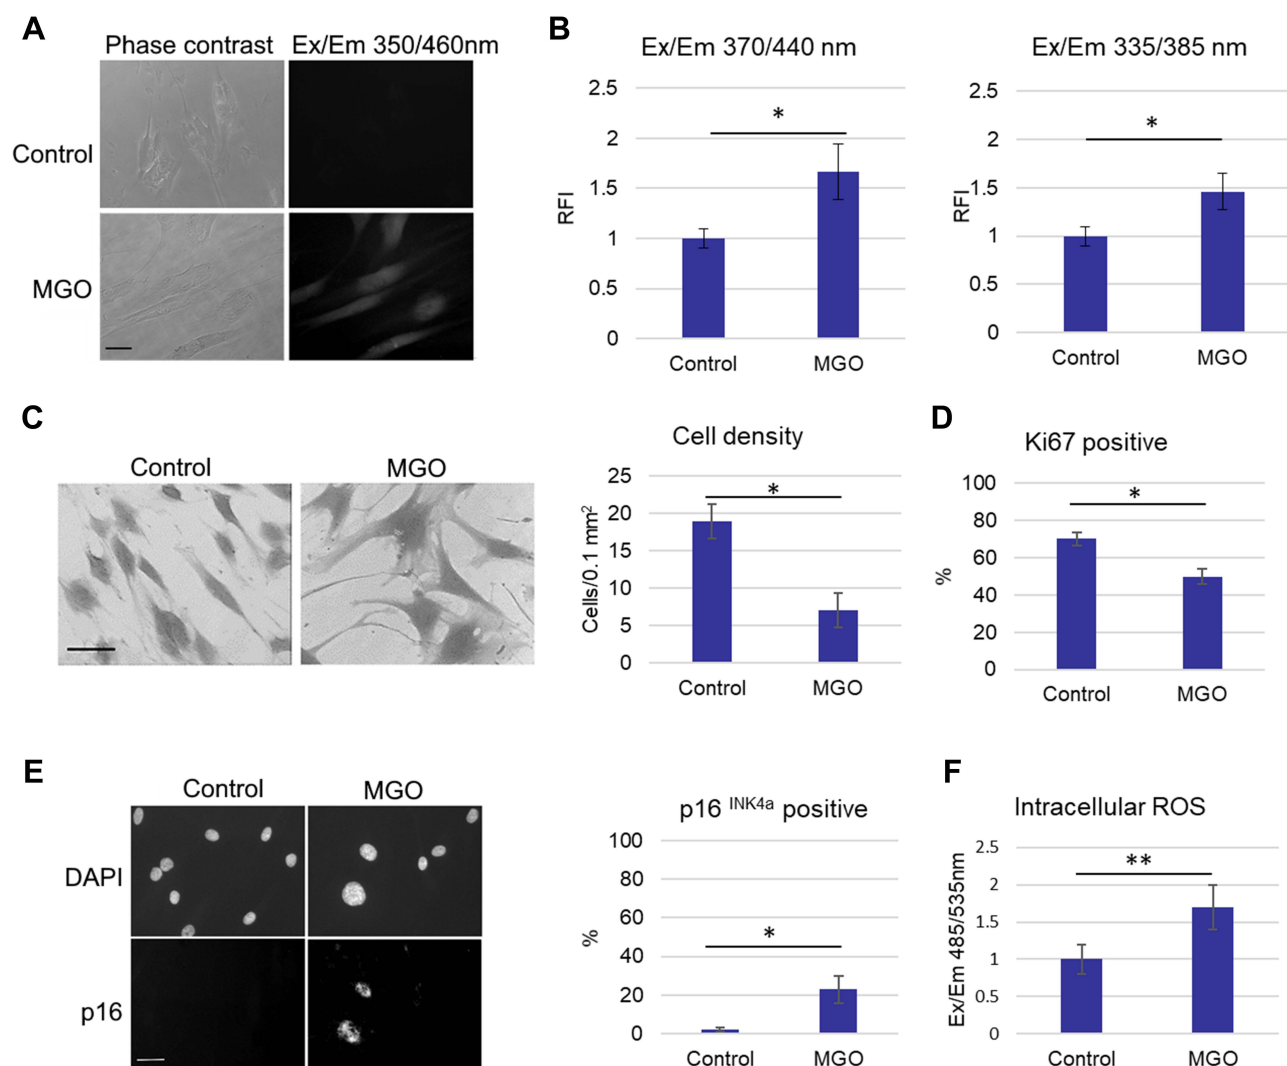 A
Phase contrast Ex/Em 350/460nm
Control
MGO
B
Ex/Em 370/440 nm
RFI
2.5
2
1.5
1
0.5
0
*
Control MGO
Ex/Em 335/385 nm
RFI
2.5
2
1.5
1
0.5
0
*
Control MGO
C
Control MGO
Cell density
Cells/0.1 mm²
25
20
15
10
5
0
*
Control MGO
D
Ki67 positive
%
100
80
60
40
20
0
*
Control MGO
E
Control MGO
DAPI
p16
p16 INK4a positive
%
100
80
60
40
20
0
*
Control MGO
F
Intracellular ROS
Ex/Em 485/535nm
2.5
2
1.5
1
0.5
0
**
Control MGO